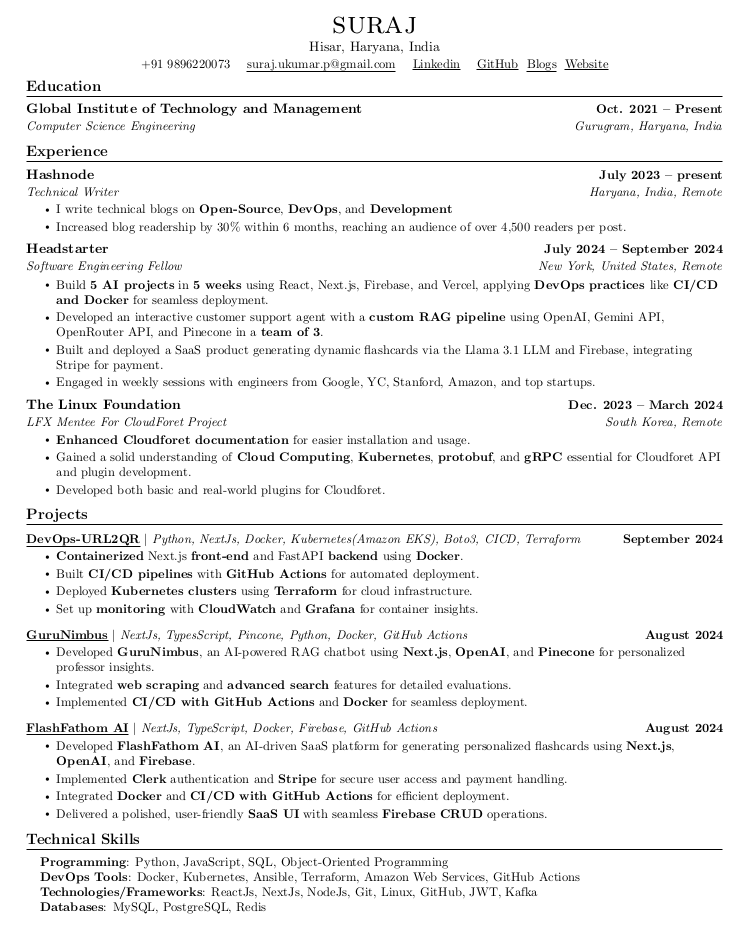 SURAJ
Hisar, Haryana, India
+91 9896220073 suraj.ukumar.p@gmail.com Linkedin GitHub Blogs Website
Education
Global Institute of Technology and Management Oct. 2021 – Present
Computer Science Engineering Gurugram, Haryana, India
Experience
Hashnode July 2023 – present
Technical Writer Haryana, India, Remote
• I write technical blogs on Open-Source, DevOps, and Development
• Increased blog readership by 30% within 6 months, reaching an audience of over 4,500 readers per post.
Headstarter July 2024 – September 2024
Software Engineering Fellow New York, United States, Remote
• Build 5 AI projects in 5 weeks using React, Next.js, Firebase, and Vercel, applying DevOps practices like CI/CD
and Docker for seamless deployment.
• Developed an interactive customer support agent with a custom RAG pipeline using OpenAI, Gemini API,
OpenRouter API, and Pinecone in a team of 3.
• Built and deployed a SaaS product generating dynamic flashcards via the Llama 3.1 LLM and Firebase, integrating
Stripe for payment.
• Engaged in weekly sessions with engineers from Google, YC, Stanford, Amazon, and top startups.
The Linux Foundation Dec. 2023 – March 2024
LFX Mentee For CloudForet Project South Korea, Remote
• Enhanced Cloudforet documentation for easier installation and usage.
• Gained a solid understanding of Cloud Computing, Kubernetes, protobuf, and gRPC essential for Cloudforet API
and plugin development.
• Developed both basic and real-world plugins for Cloudforet.
Projects
DevOps-URL2QR | Python, NextJs, Docker, Kubernetes(Amazon EKS), Boto3, CICD, Terraform September 2024
• Containerized Next.js front-end and FastAPI backend using Docker.
• Built CI/CD pipelines with GitHub Actions for automated deployment.
• Deployed Kubernetes clusters using Terraform for cloud infrastructure.
• Set up monitoring with CloudWatch and Grafana for container insights.
GuruNimbus | NextJs, TypesScript, Pincone, Python, Docker, GitHub Actions August 2024
• Developed GuruNimbus, an AI-powered RAG chatbot using Next.js, OpenAI, and Pinecone for personalized
professor insights.
• Integrated web scraping and advanced search features for detailed evaluations.
• Implemented CI/CD with GitHub Actions and Docker for seamless deployment.
FlashFathom AI | NextJs, TypeScript, Docker, Firebase, GitHub Actions August 2024
• Developed FlashFathom AI, an AI-driven SaaS platform for generating personalized flashcards using Next.js,
OpenAI, and Firebase.
• Implemented Clerk authentication and Stripe for secure user access and payment handling.
• Integrated Docker and CI/CD with GitHub Actions for efficient deployment.
• Delivered a polished, user-friendly SaaS UI with seamless Firebase CRUD operations.
Technical Skills
Programming: Python, JavaScript, SQL, Object-Oriented Programming
DevOps Tools: Docker, Kubernetes, Ansible, Terraform, Amazon Web Services, GitHub Actions
Technologies/Frameworks: ReactJs, NextJs, NodeJs, Git, Linux, GitHub, JWT, Kafka
Databases: MySQL, PostgreSQL, Redis